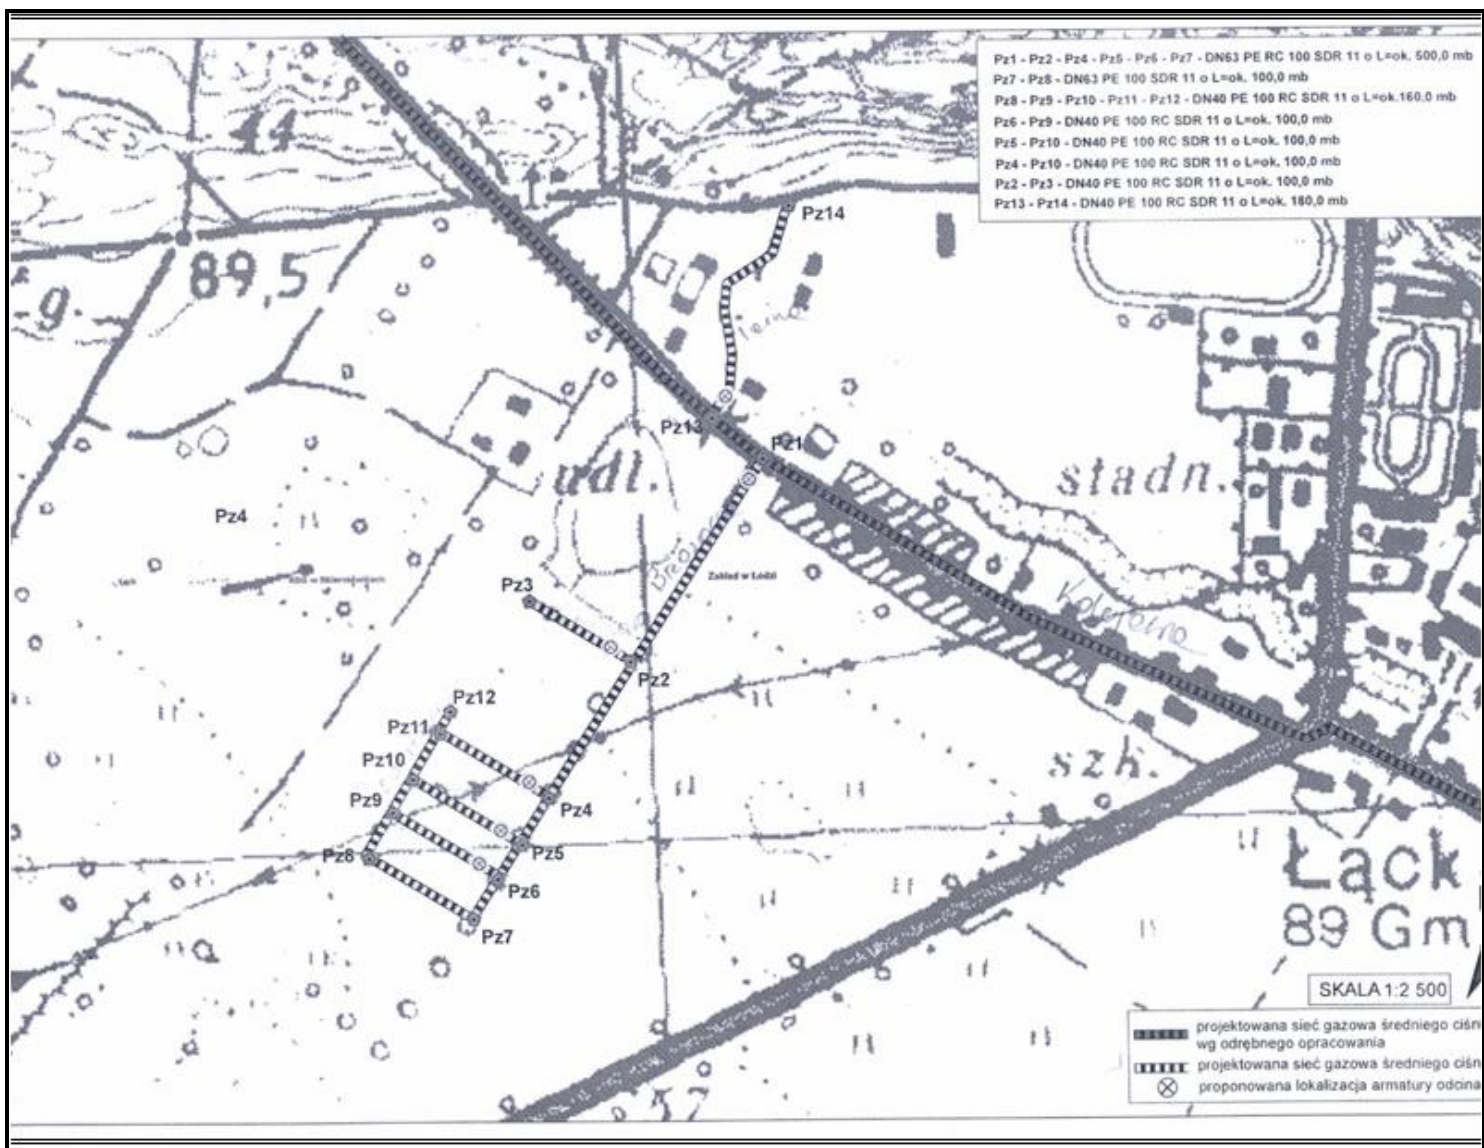 Pz1 - Pz2 - Pz4 - Pz5 - Pz6 - Pz7 - DN63 PE RC 100 SDR 11 o L=ok. 500,0 mb
Pz7 - Pz8 - DN63 PE 100 SDR 11 o L=ok. 100,0 mb
Pz8 - Pz9 - Pz10 - Pz11 - Pz12 - DN40 PE 100 RC SDR 11 o L=ok.160,0 mb
Pz6 - Pz9 - DN40 PE 100 RC SDR 11 o L=ok. 100,0 mb
Pz5 - Pz10 - DN40 PE 100 RC SDR 11 o L=ok. 100,0 mb
Pz4 - Pz10 - DN40 PE 100 RC SDR 11 o L=ok. 100,0 mb
Pz2 - Pz3 - DN40 PE 100 RC SDR 11 o L=ok. 100,0 mb
Pz13 - Pz14 - DN40 PE 100 RC SDR 11 o L=ok. 180,0 mb
44
Pz14
89,5
9
Pz13
Pz1
udl.
stadn.
Pz4
Zakład w Łodzi
Pz3
Kolejowa
Pz2
Pz12
Pz11
Pz10
szh.
Pz9
Pz4
Pz8
Pz5
Pz6
Łąck
Pz7
89 Gm
SKALA 1:2 500
projektowana sieć gazowa średniego ciśn
wg odrębnego opracowania
projektowana sieć gazowa średniego ciśn
proponowana lokalizacja armatury odcina
57